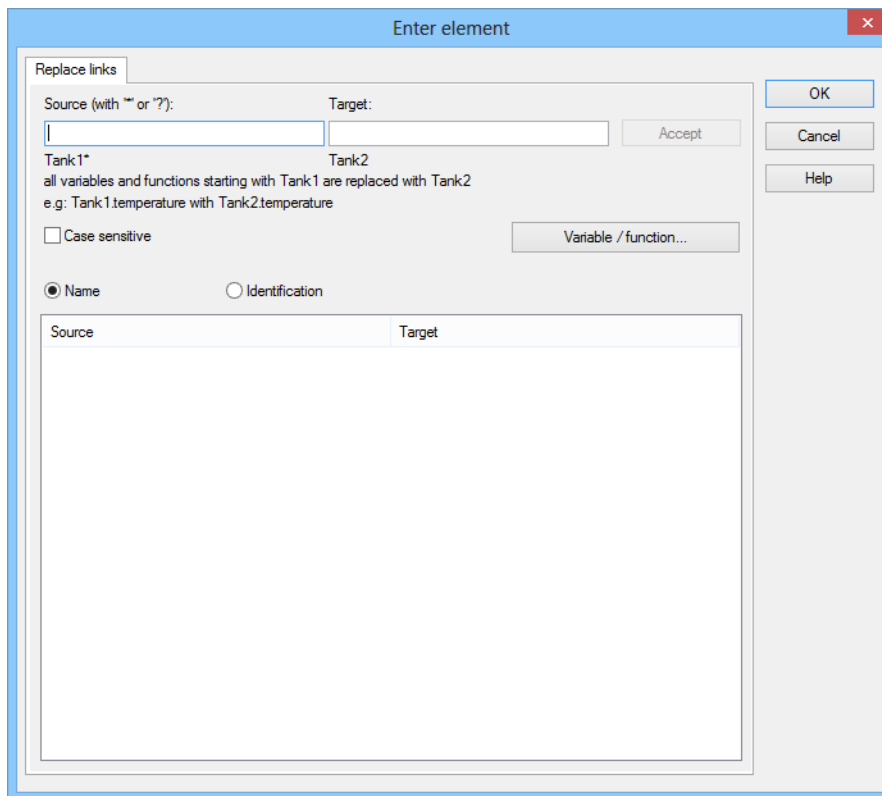 Enter element
Replace links
Source (with '*' or '?'): Target:
Accept
Tank1* Tank2
all variables and functions starting with Tank1 are replaced with Tank2
e.g: Tank1.temperature with Tank2.temperature
Case sensitive Variable / function...
Name Identification
Source Target
OK
Cancel
Help